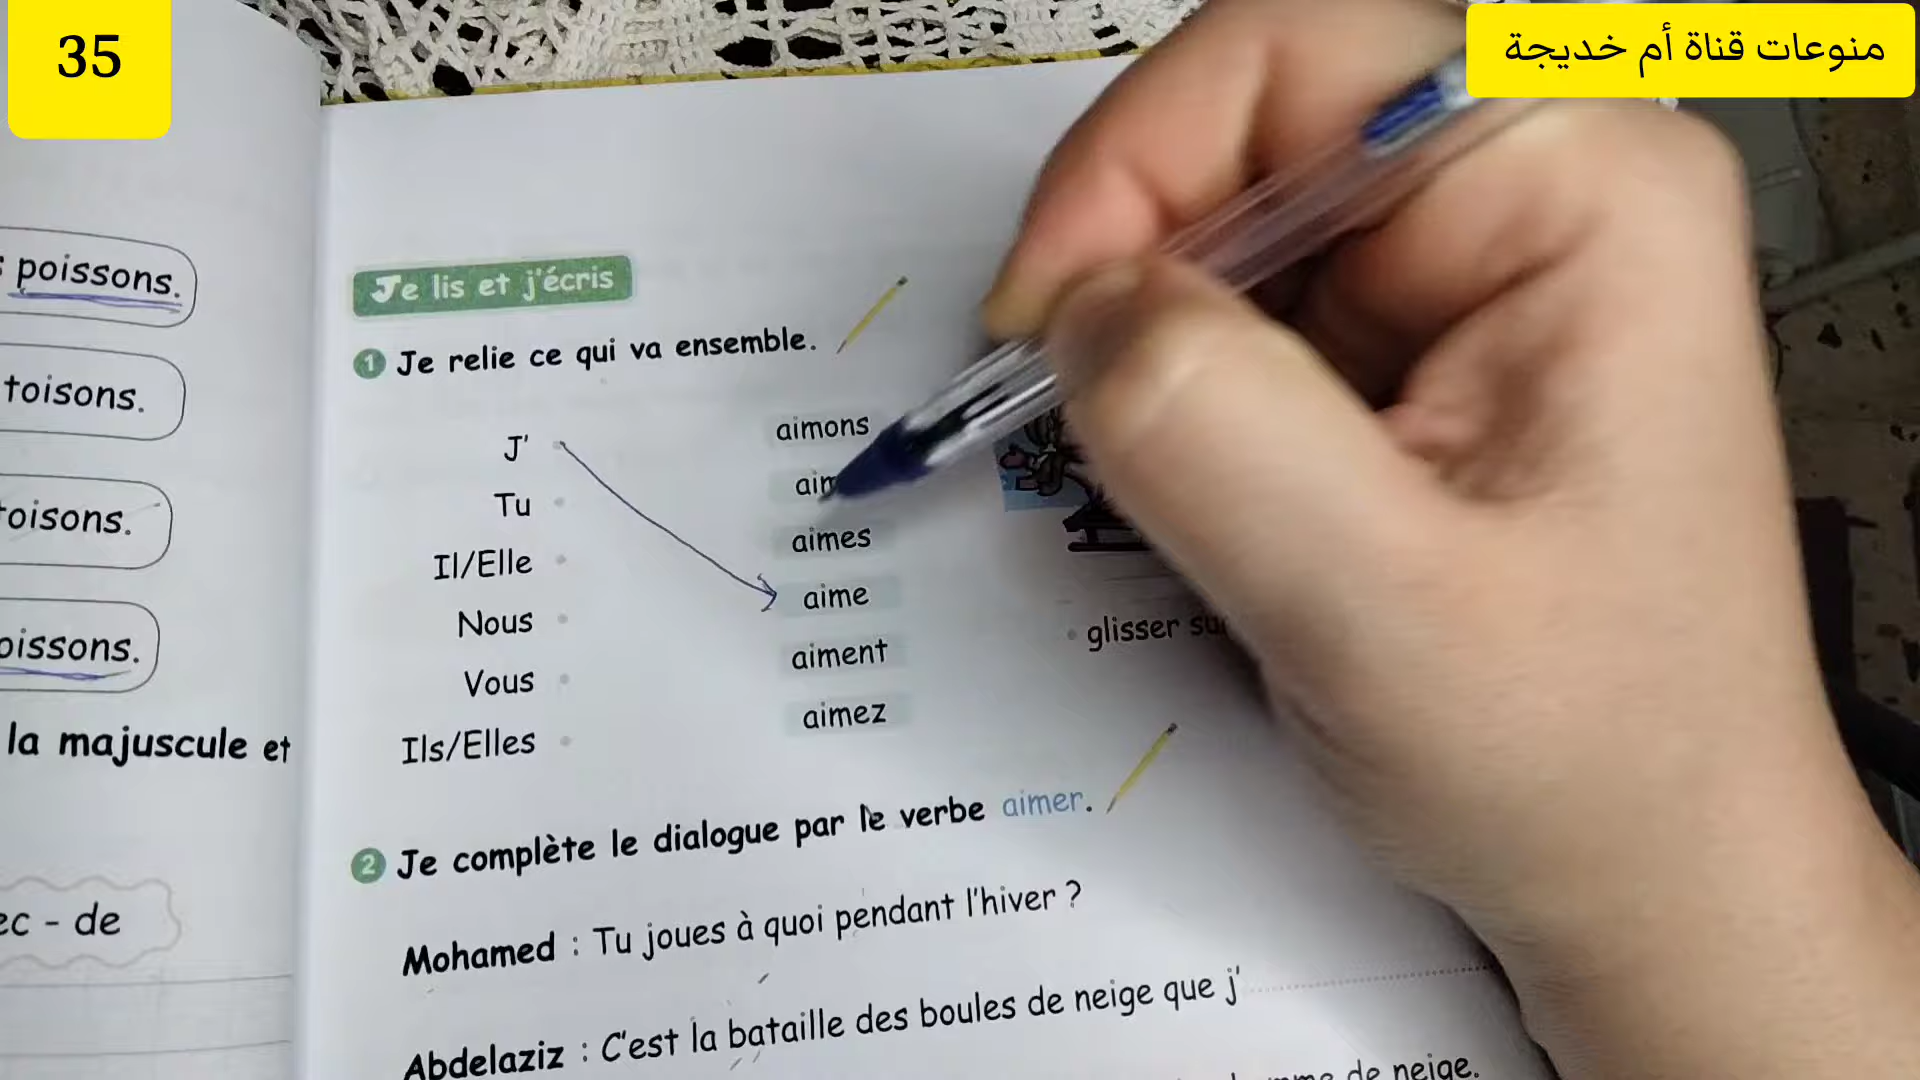 35
منوعات قناة أم خديجة
poissons.
toisons.
oisons.
oissons.
la majuscule et
ec - de
Je lis et j'écris
1 Je relie ce qui va ensemble.
J'
Tu
Il/Elle
Nous
Vous
Ils/Elles
aimons
aimes
aime
aiment
aimez
glisser
2 Je complète le dialogue par le verbe aimer.
Mohamed : Tu joues à quoi pendant l'hiver ?
Abdelaziz : C'est la bataille des boules de neige que j'
de neige.